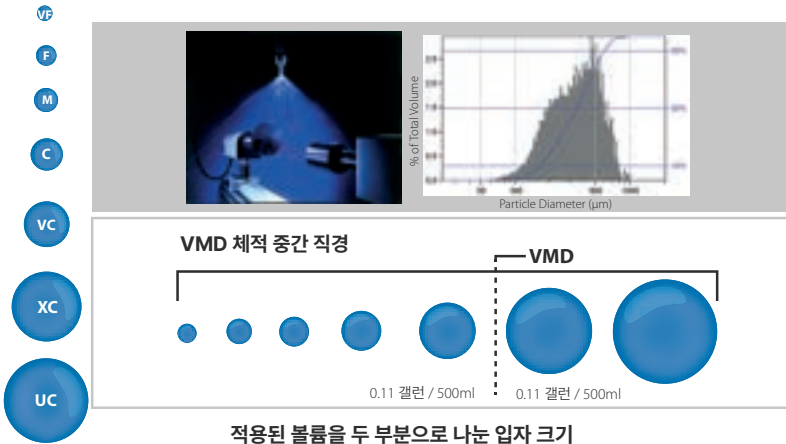 VF
F
M
C
VC
XC
UC
% of Total Volume
Particle Diameter (µm)
VMD 체적 중간 직경
VMD
0.11 갤런 / 500ml
0.11 갤런 / 500ml
적용된 볼륨을 두 부분으로 나눈 입자 크기